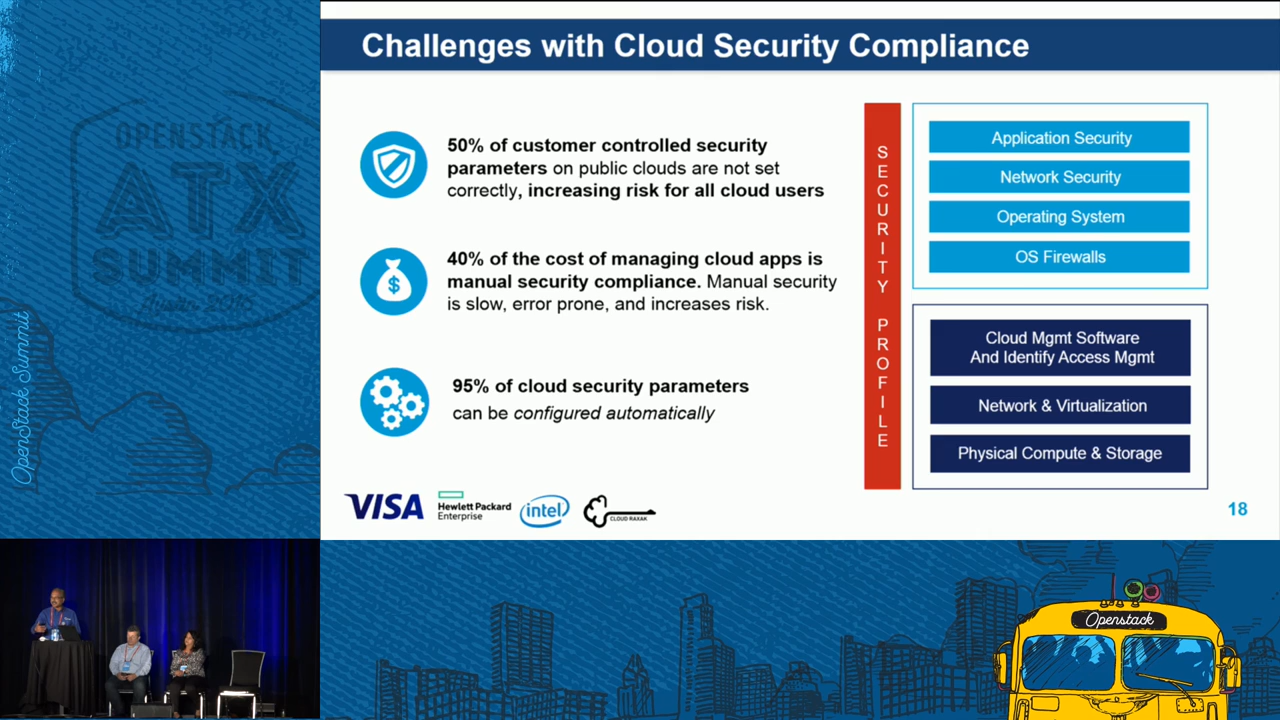 Challenges with Cloud Security Compliance
50% of customer controlled security
parameters on public clouds are not set
correctly, increasing risk for all cloud users
40% of the cost of managing cloud apps is
manual security compliance. Manual security
is slow, error prone, and increases risk.
95% of cloud security parameters
can be configured automatically
SECURITY PROFILE
Application Security
Network Security
Operating System
OS Firewalls
Cloud Mgmt Software
And Identify Access Mgmt
Network & Virtualization
Physical Compute & Storage
VISA
Hewlett Packard
Enterprise
intel
CLOUD RAXAK
18
OPENSTACK
ATX
SUMMIT
OpenStack Summit
Openstack
$